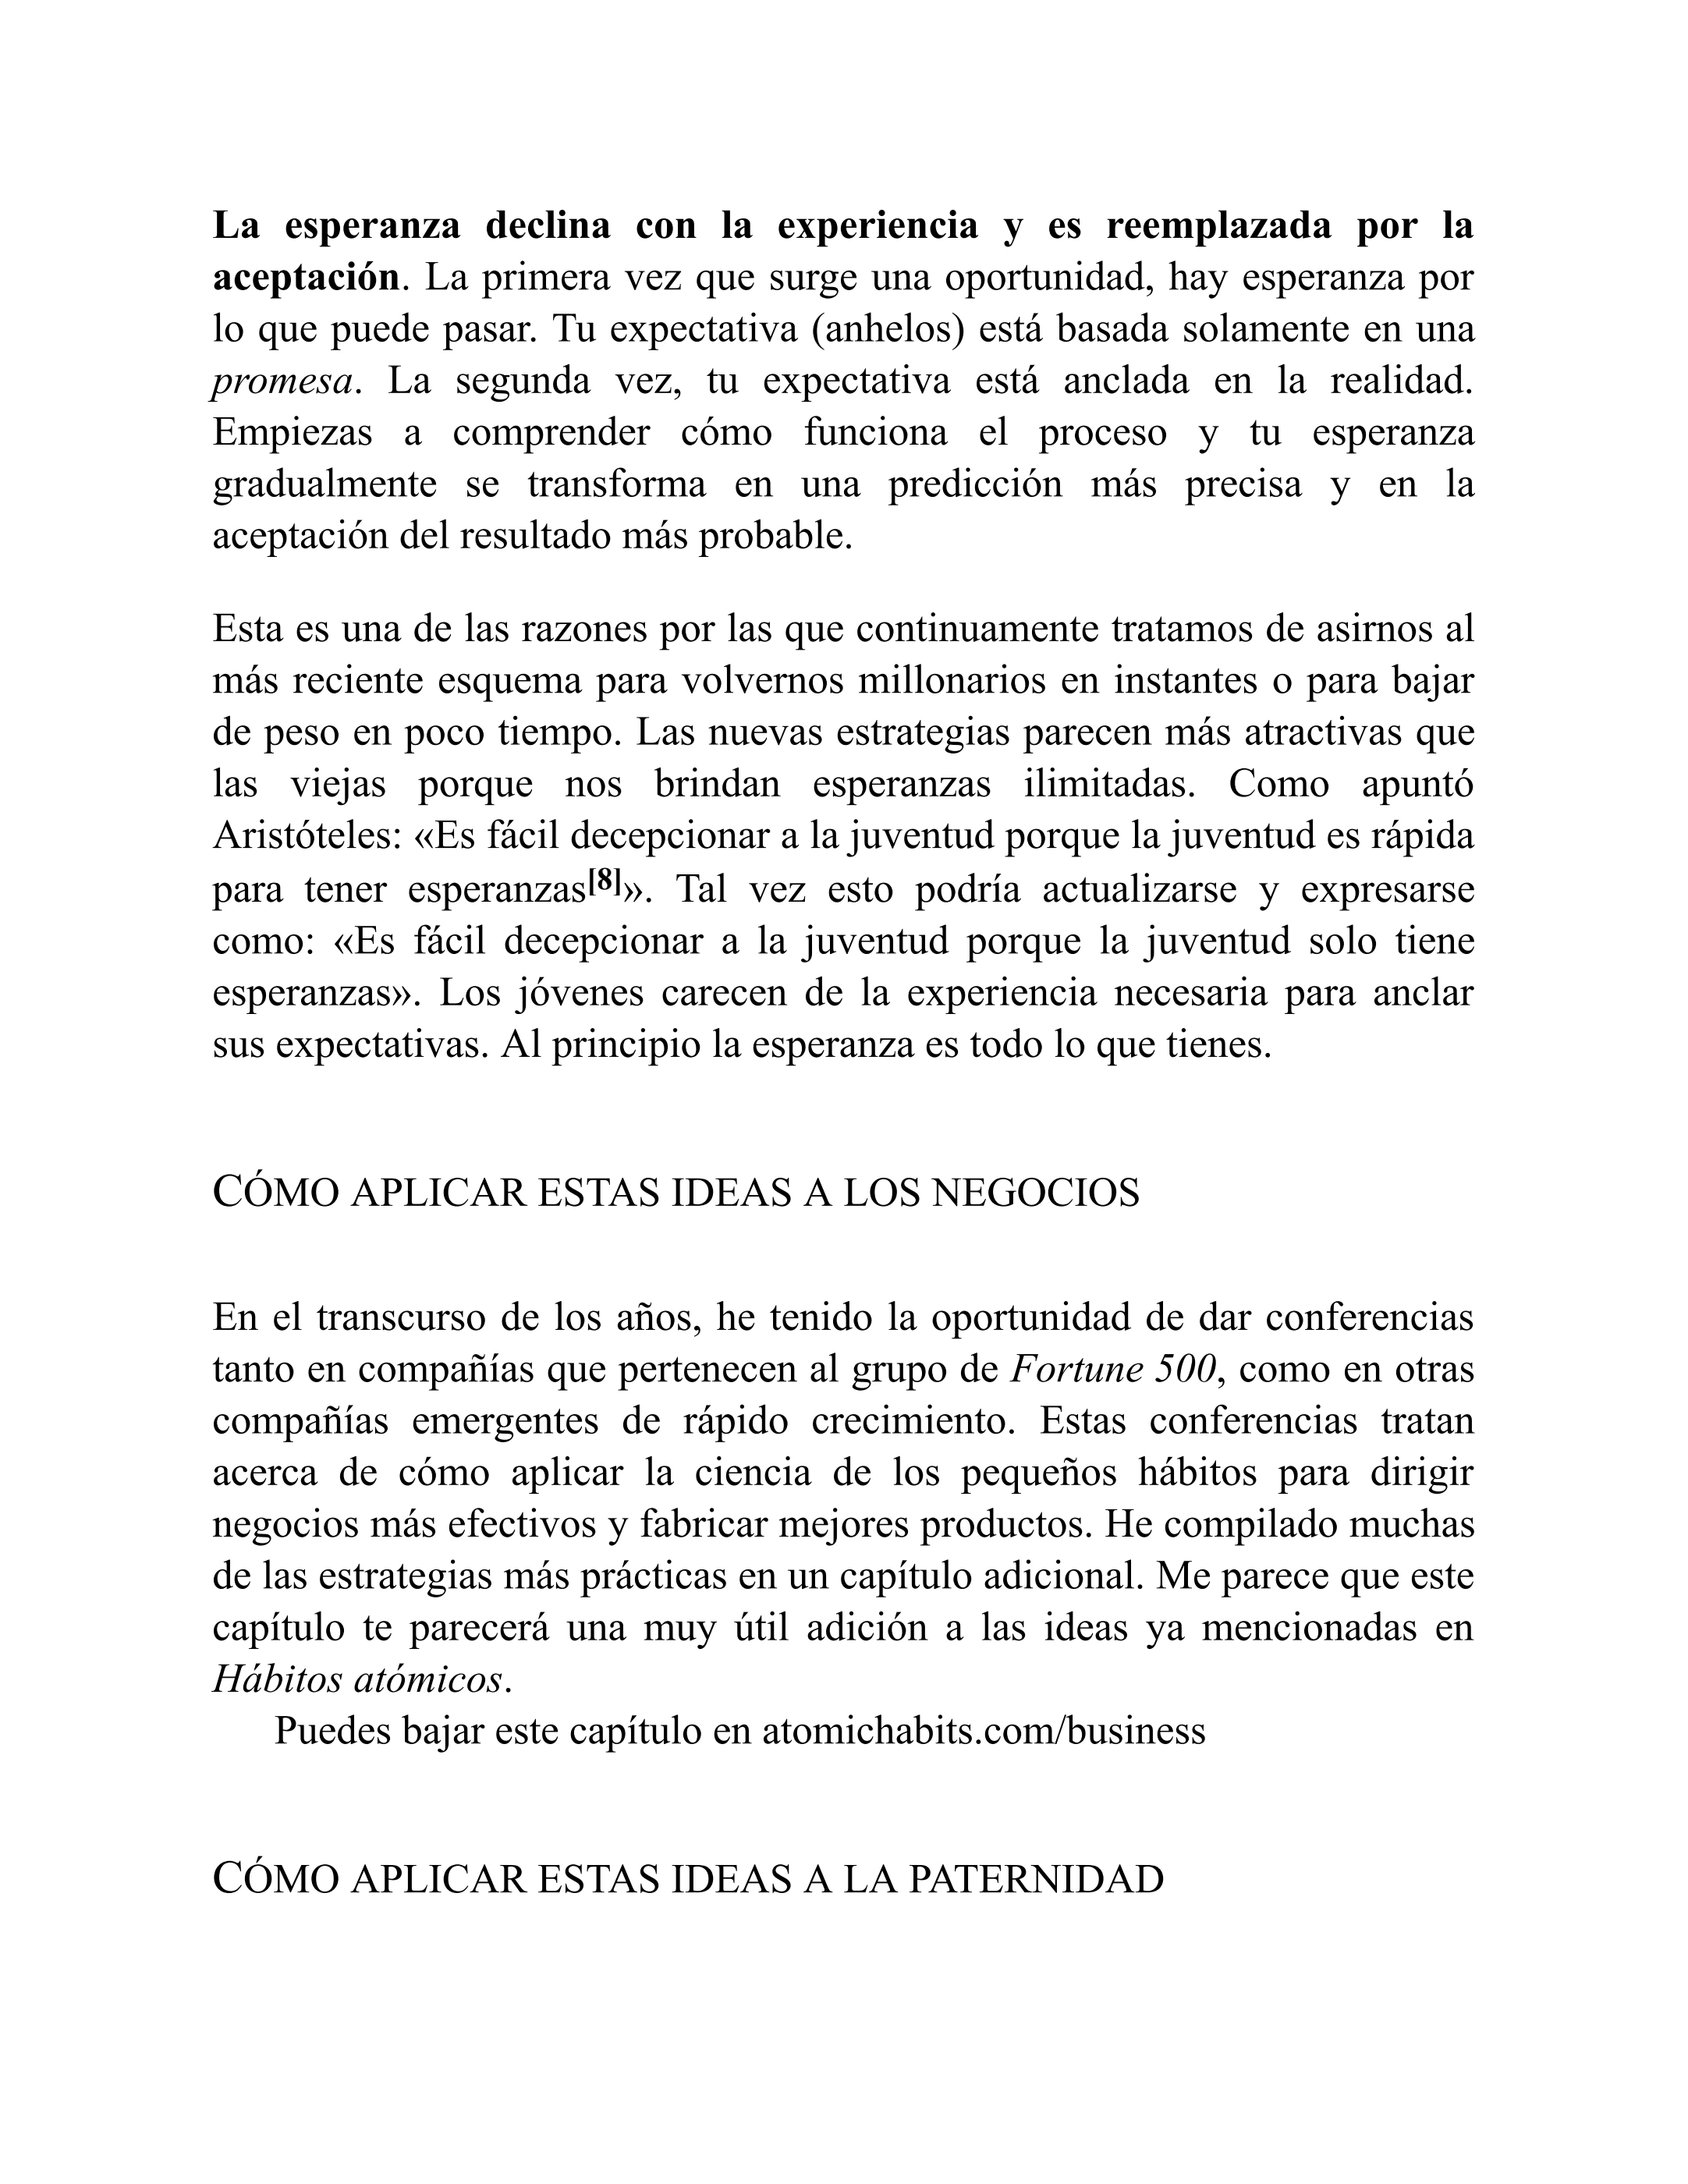 La esperanza declina con la experiencia y es reemplazada por la
aceptación. La primera vez que surge una oportunidad, hay esperanza por
lo que puede pasar. Tu expectativa (anhelos) está basada solamente en una
promesa. La segunda vez, tu expectativa está anclada en la realidad.
Empiezas a comprender cómo funciona el proceso y tu esperanza
gradualmente se transforma en una predicción más precisa y en la
aceptación del resultado más probable.
Esta es una de las razones por las que continuamente tratamos de asirnos al
más reciente esquema para volvernos millonarios en instantes o para bajar
de peso en poco tiempo. Las nuevas estrategias parecen más atractivas que
las viejas porque nos brindan esperanzas ilimitadas. Como apuntó
Aristóteles: «Es fácil decepcionar a la juventud porque la juventud es rápida
para tener esperanzas[8]». Tal vez esto podría actualizarse y expresarse
como: «Es fácil decepcionar a la juventud porque la juventud solo tiene
esperanzas». Los jóvenes carecen de la experiencia necesaria para anclar
sus expectativas. Al principio la esperanza es todo lo que tienes.
CÓMO APLICAR ESTAS IDEAS A LOS NEGOCIOS
En el transcurso de los años, he tenido la oportunidad de dar conferencias
tanto en compañías que pertenecen al grupo de Fortune 500, como en otras
compañías emergentes de rápido crecimiento. Estas conferencias tratan
acerca de cómo aplicar la ciencia de los pequeños hábitos para dirigir
negocios más efectivos y fabricar mejores productos. He compilado muchas
de las estrategias más prácticas en un capítulo adicional. Me parece que este
capítulo te parecerá una muy útil adición a las ideas ya mencionadas en
Hábitos atómicos.
Puedes bajar este capítulo en atomichabits.com/business
CÓMO APLICAR ESTAS IDEAS A LA PATERNIDAD